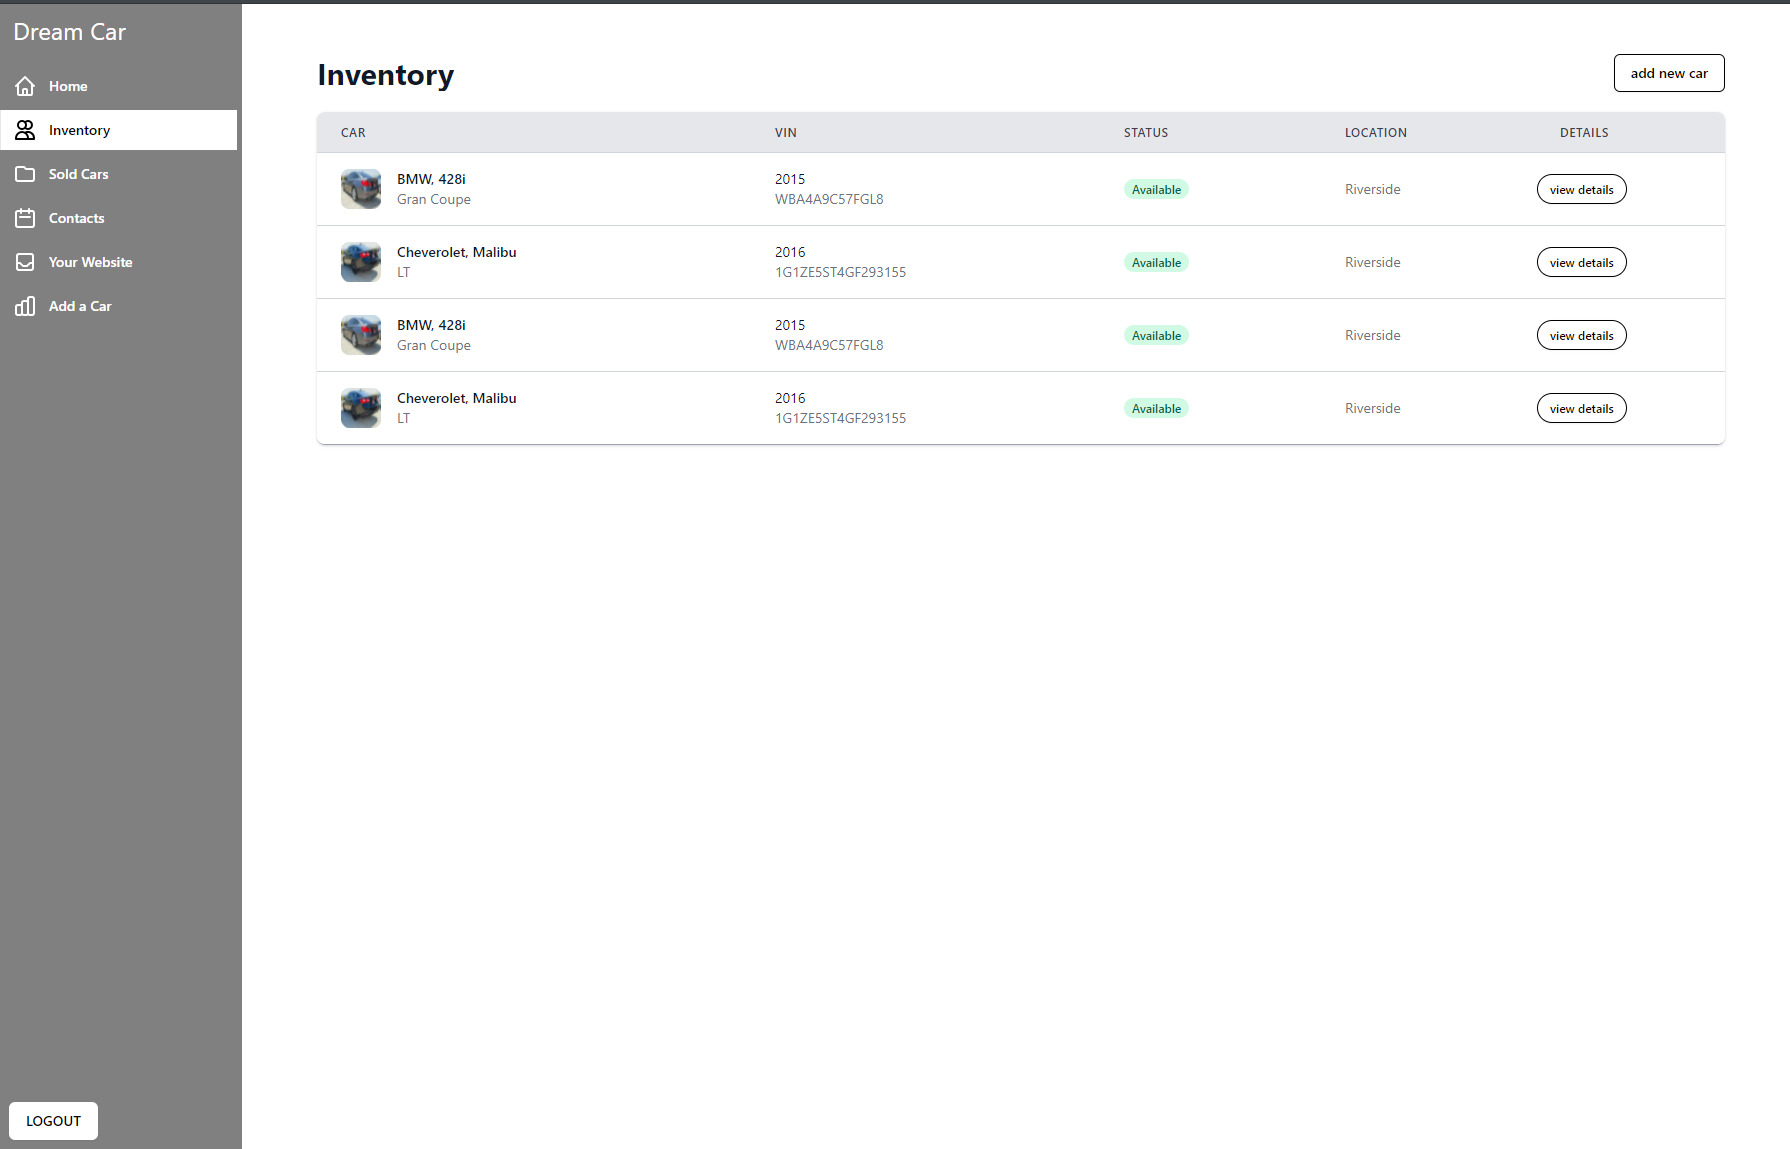 Dream Car
Home
Inventory
Sold Cars
Contacts
Your Website
Add a Car
LOGOUT
Inventory
add new car
CAR VIN STATUS LOCATION DETAILS
BMW, 428i 2015
Gran Coupe WBA4A9C57FGL8 Available Riverside view details
Cheverolet, Malibu 2016
LT 1G1ZE5ST4GF293155 Available Riverside view details
BMW, 428i 2015
Gran Coupe WBA4A9C57FGL8 Available Riverside view details
Cheverolet, Malibu 2016
LT 1G1ZE5ST4GF293155 Available Riverside view details